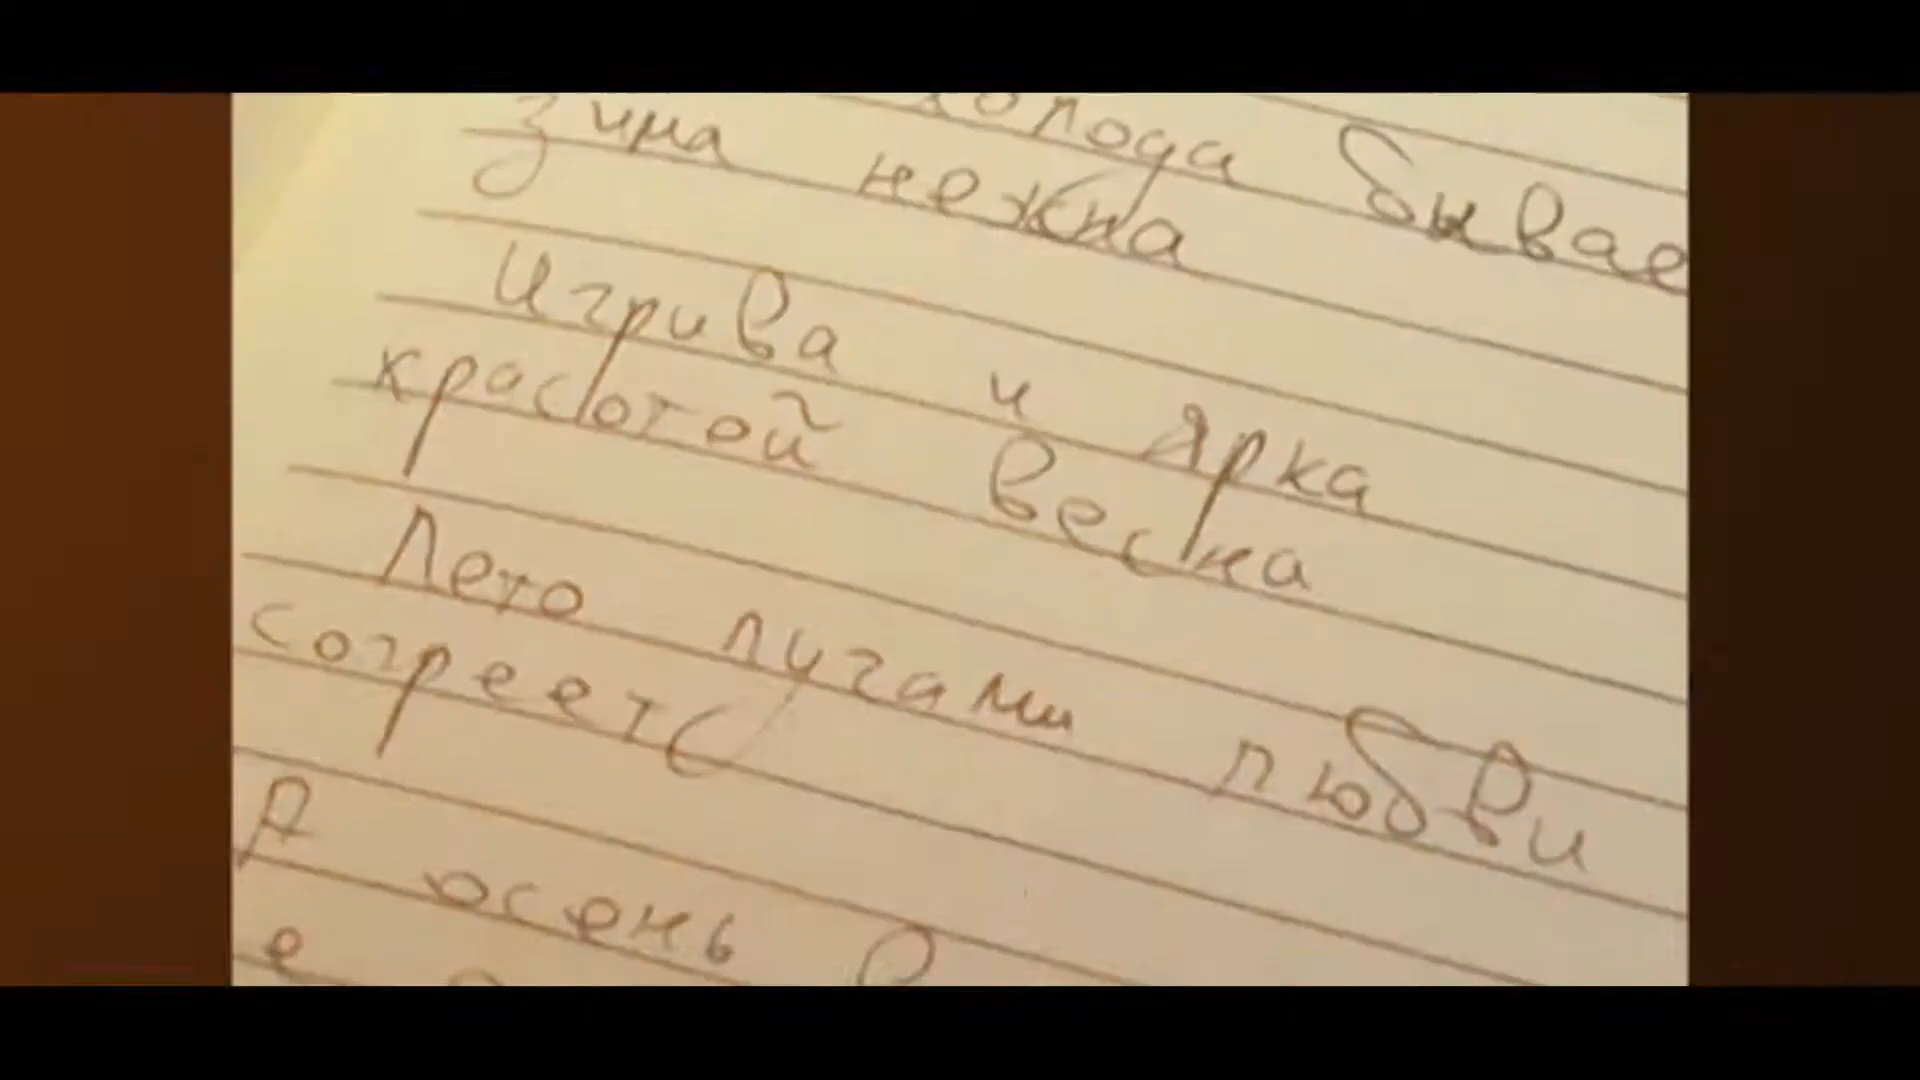 холода бывае
зима нежна
Игрива и ярка
красотой весна
Лето лучами любви
согреет
А осень
е